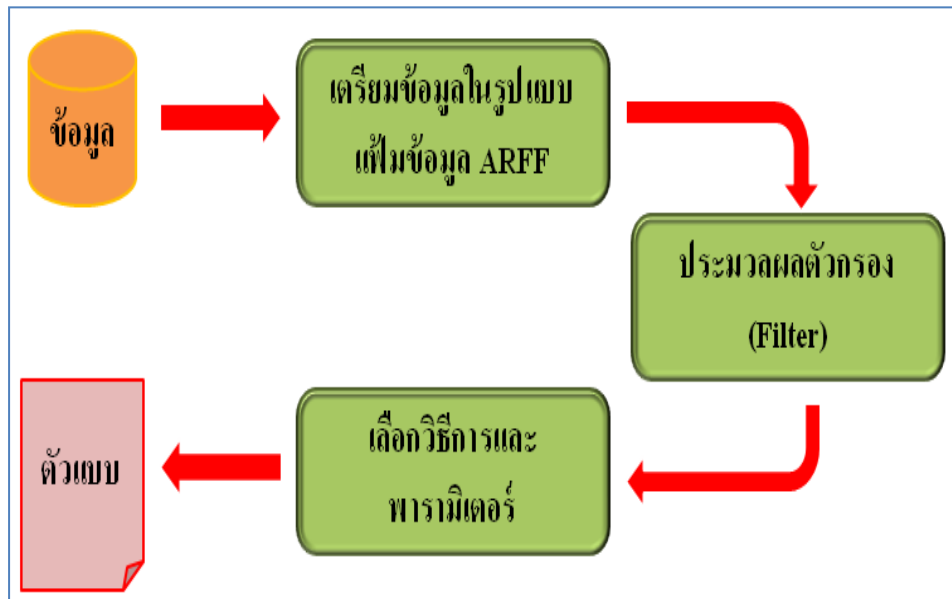 ข้อมูล
เตรียมข้อมูลในรูปแบบ
แฟ้มข้อมูล ARFF
ประมวลผลตัวกรอง
(Filter)
เลือกวิธีการและ
พารามิเตอร์
ตัวแบบ